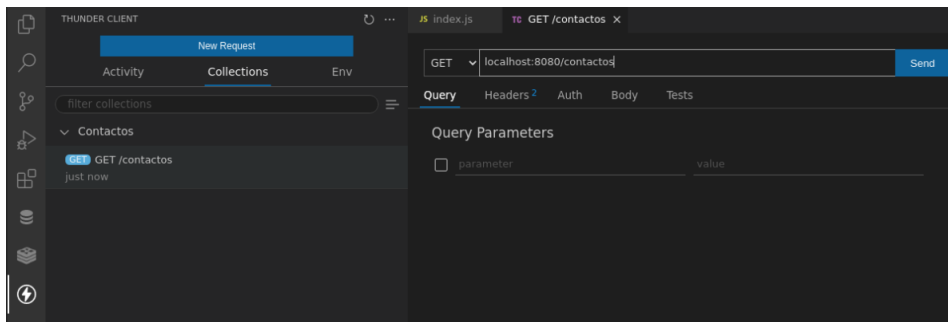 THUNDER CLIENT
New Request
Activity Collections Env
filter collections
Contactos
GET GET /contactos
just now
JS index.js TC GET /contactos
GET localhost:8080/contactos Send
Query Headers 2 Auth Body Tests
Query Parameters
parameter value